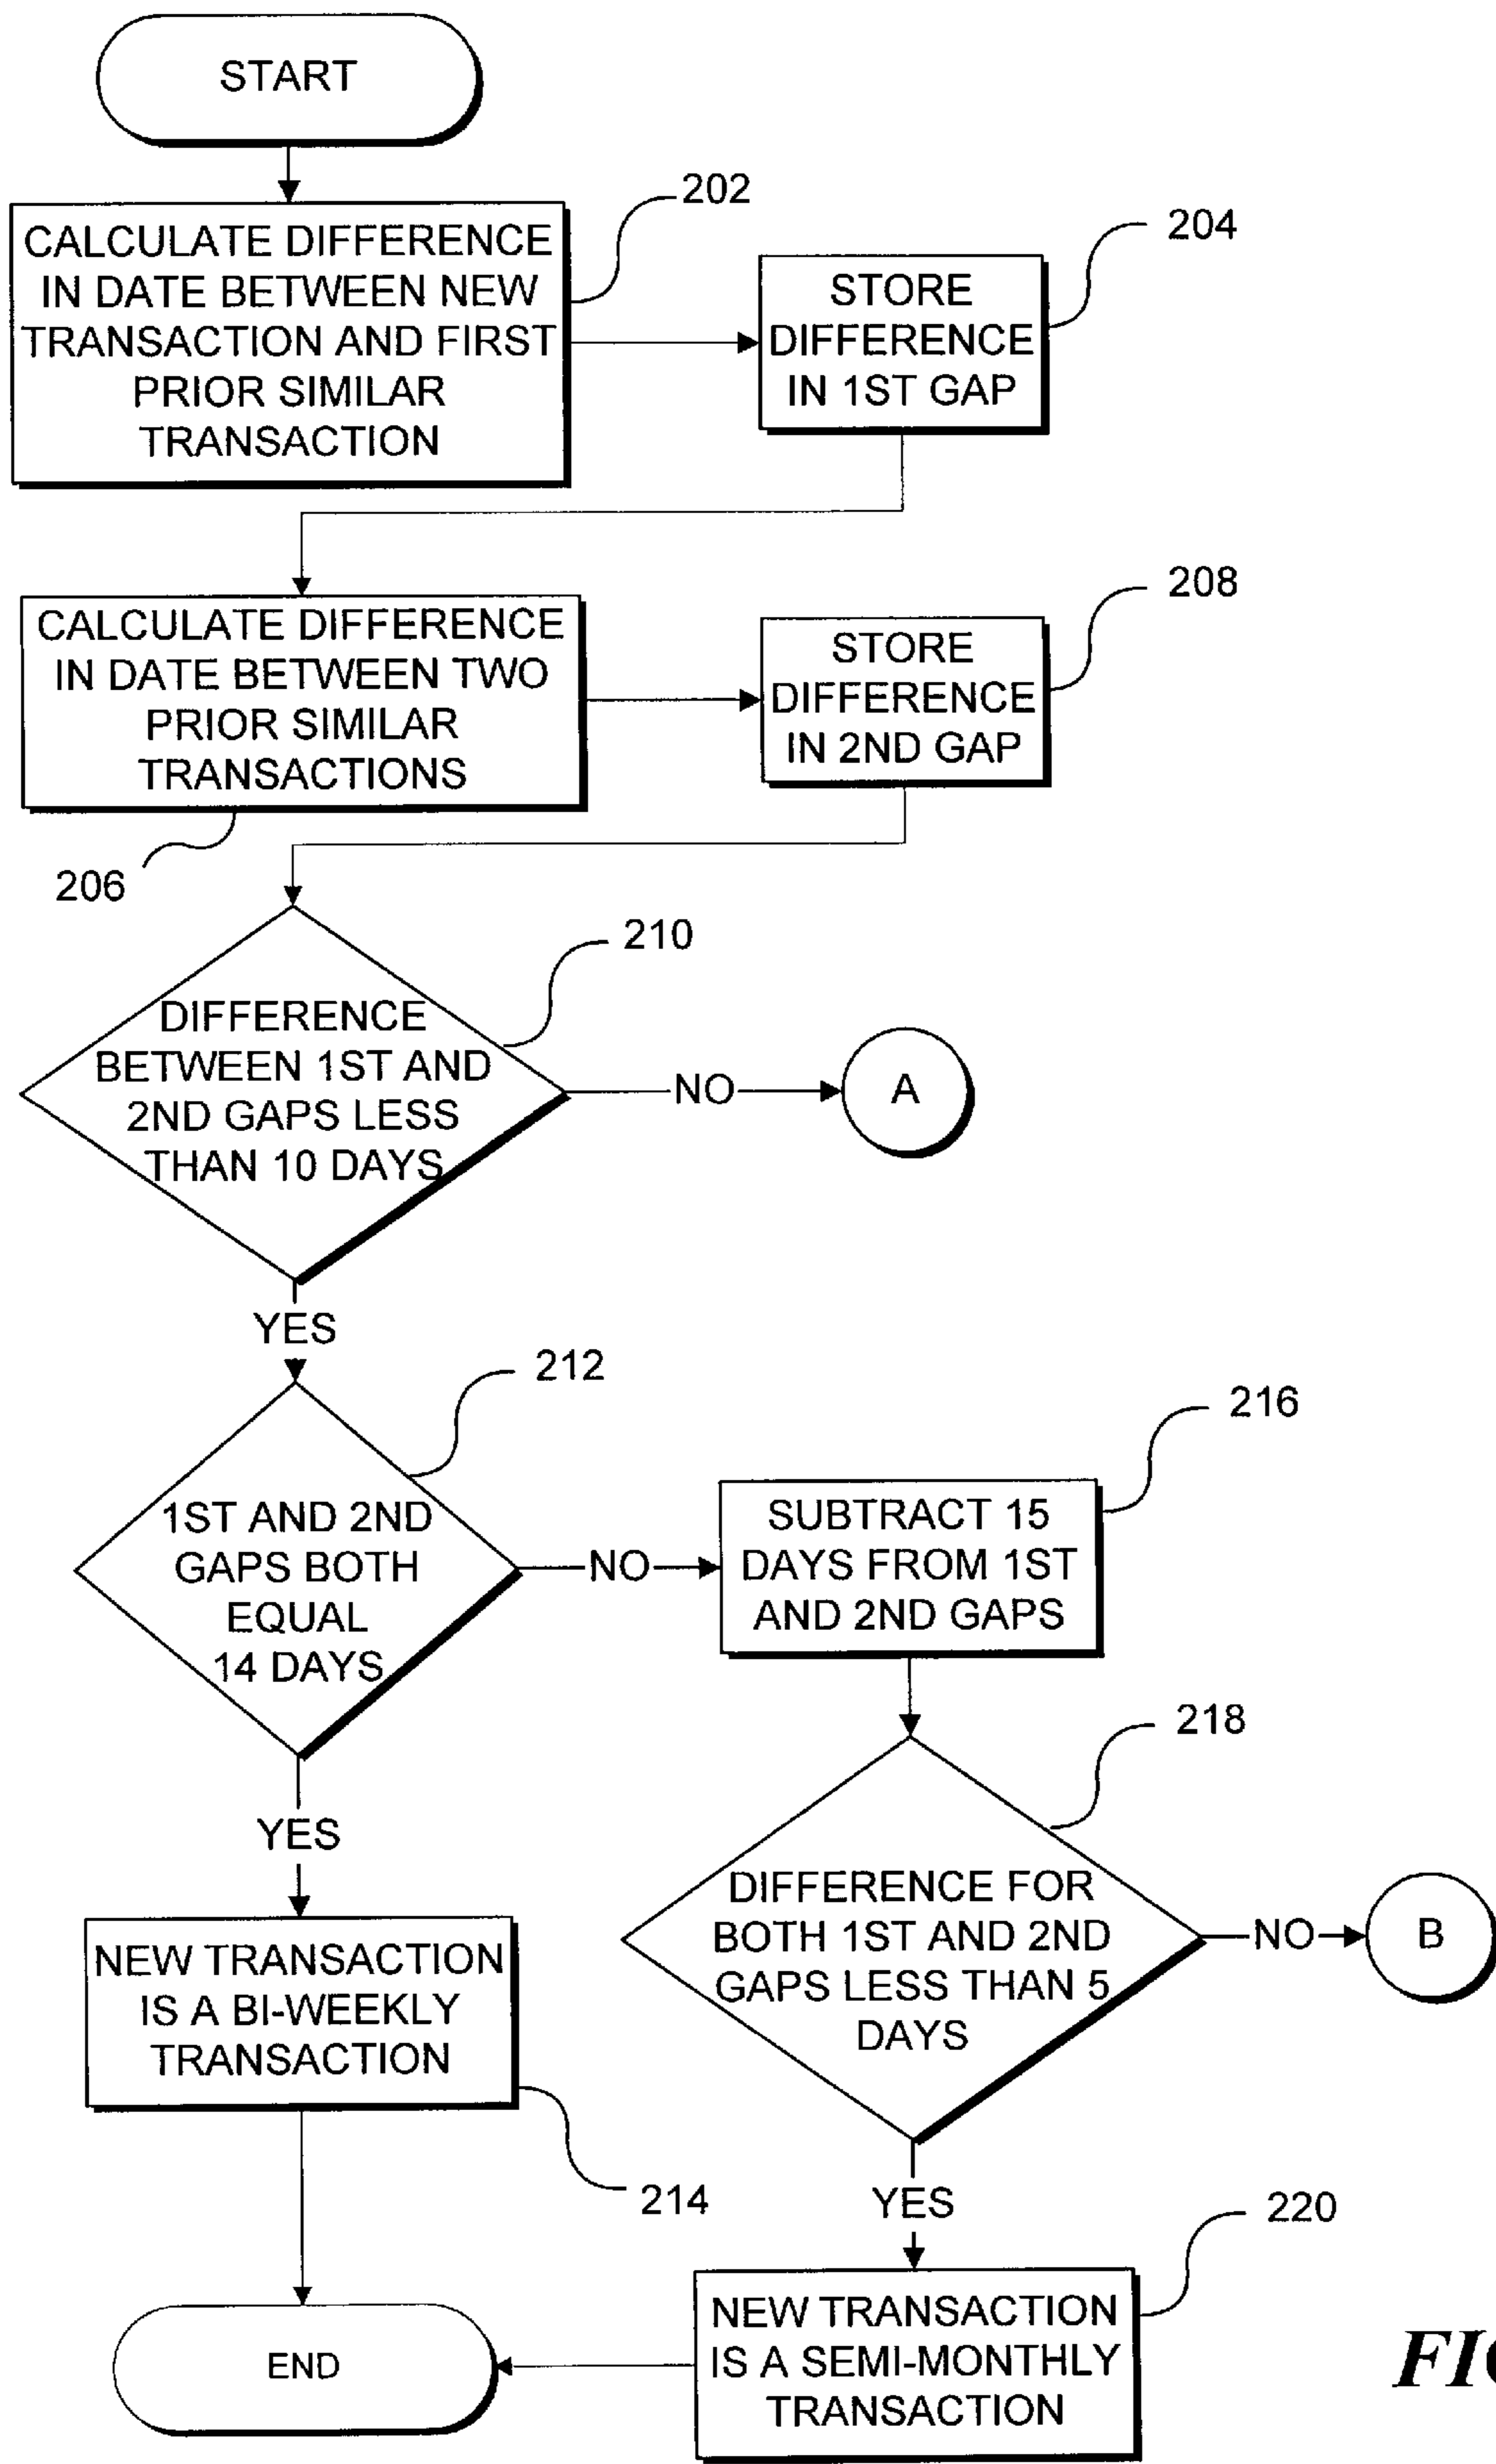 START
202
CALCULATE DIFFERENCE
IN DATE BETWEEN NEW
TRANSACTION AND FIRST
PRIOR SIMILAR
TRANSACTION
204
STORE
DIFFERENCE
IN 1ST GAP
CALCULATE DIFFERENCE
IN DATE BETWEEN TWO
PRIOR SIMILAR
TRANSACTIONS
206
208
STORE
DIFFERENCE
IN 2ND GAP
210
DIFFERENCE
BETWEEN 1ST AND
2ND GAPS LESS
THAN 10 DAYS
NO
A
YES
212
1ST AND 2ND
GAPS BOTH
EQUAL
14 DAYS
NO
216
SUBTRACT 15
DAYS FROM 1ST
AND 2ND GAPS
218
DIFFERENCE FOR
BOTH 1ST AND 2ND
GAPS LESS THAN 5
DAYS
NO
B
YES
NEW TRANSACTION
IS A BI-WEEKLY
TRANSACTION
214
YES
220
NEW TRANSACTION
IS A SEMI-MONTHLY
TRANSACTION
END